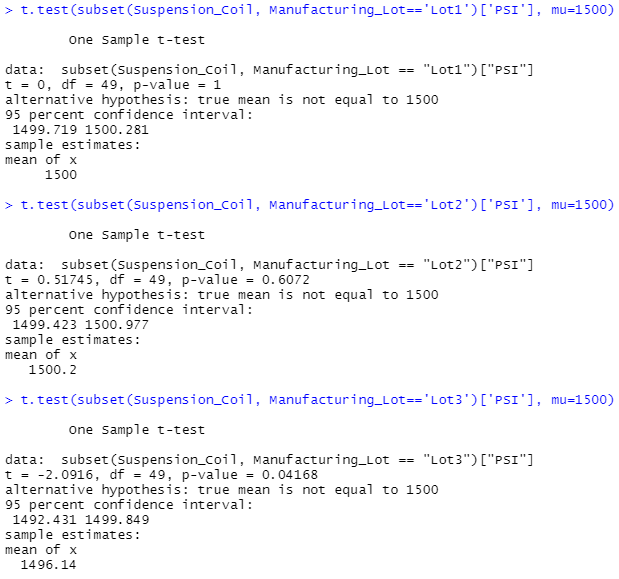 > t.test(subset(Suspension_Coil, Manufacturing_Lot=='Lot1')['PSI'], mu=1500)
One Sample t-test
data:  subset(Suspension_Coil, Manufacturing_Lot == "Lot1")["PSI"]
t = 0, df = 49, p-value = 1
alternative hypothesis: true mean is not equal to 1500
95 percent confidence interval:
1499.719 1500.281
sample estimates:
mean of x
1500
> t.test(subset(Suspension_Coil, Manufacturing_Lot=='Lot2')['PSI'], mu=1500)
One Sample t-test
data:  subset(Suspension_Coil, Manufacturing_Lot == "Lot2")["PSI"]
t = 0.51745, df = 49, p-value = 0.6072
alternative hypothesis: true mean is not equal to 1500
95 percent confidence interval:
1499.423 1500.977
sample estimates:
mean of x
1500.2
> t.test(subset(Suspension_Coil, Manufacturing_Lot=='Lot3')['PSI'], mu=1500)
One Sample t-test
data:  subset(Suspension_Coil, Manufacturing_Lot == "Lot3")["PSI"]
t = -2.0916, df = 49, p-value = 0.04168
alternative hypothesis: true mean is not equal to 1500
95 percent confidence interval:
1492.431 1499.849
sample estimates:
mean of x
1496.14